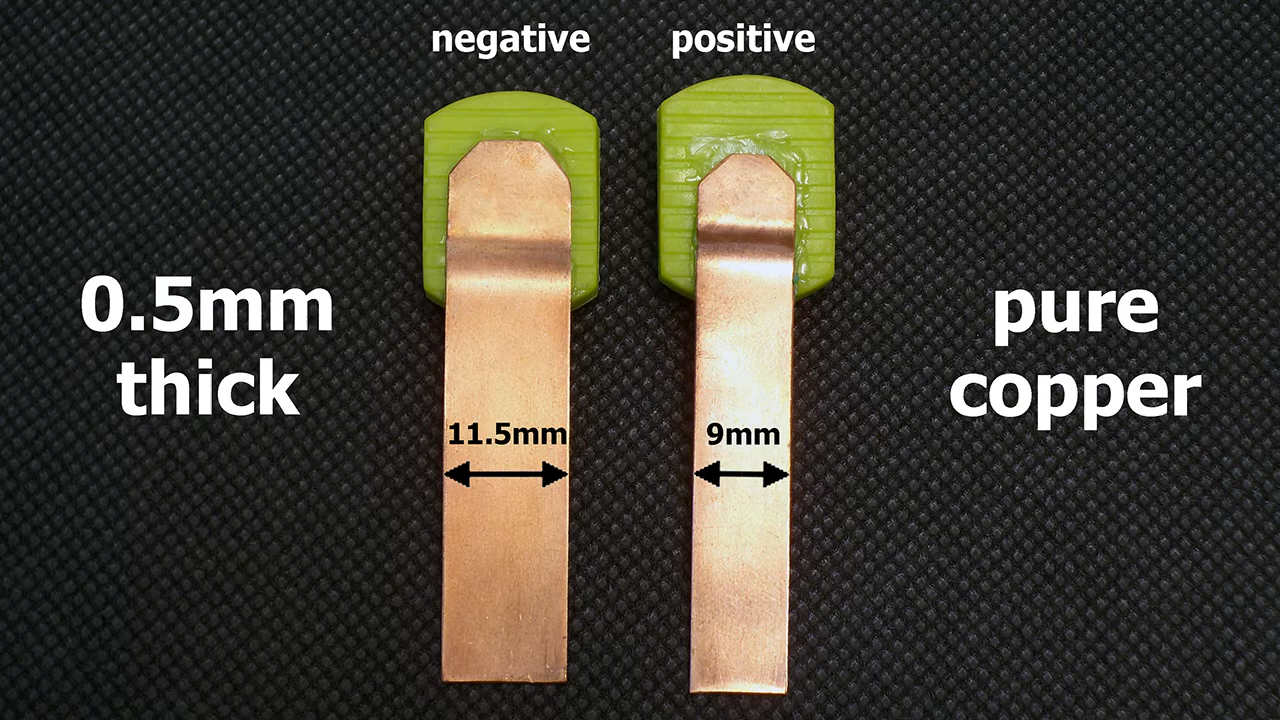 negative
positive
0.5mm
thick
pure
copper
11.5mm
9mm